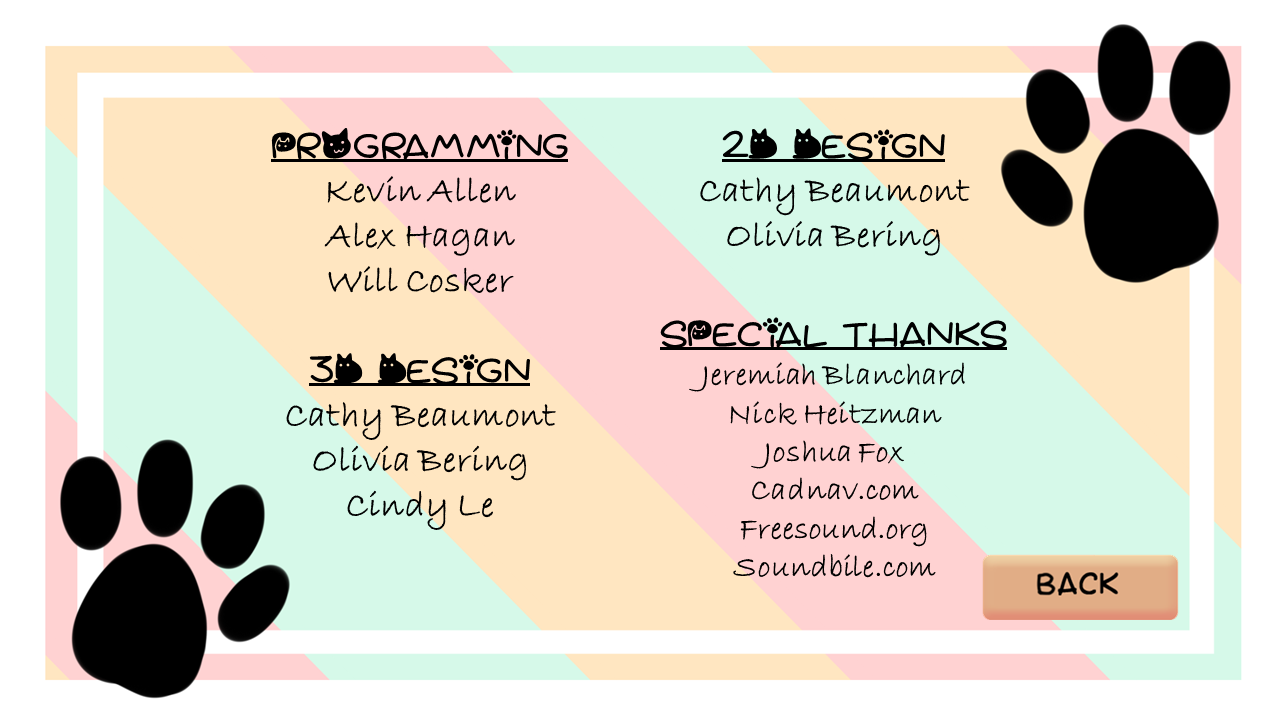 PROGRAMMING
Kevin Allen
Alex Hagan
Will Cosker
3D DESIGN
Cathy Beaumont
Olivia Bering
Cindy Le
2D DESIGN
Cathy Beaumont
Olivia Bering
SPECIAL THANKS
Jeremiah Blanchard
Nick Heitzman
Joshua Fox
Cadnav.com
Freesound.org
Soundbile.com
BACK